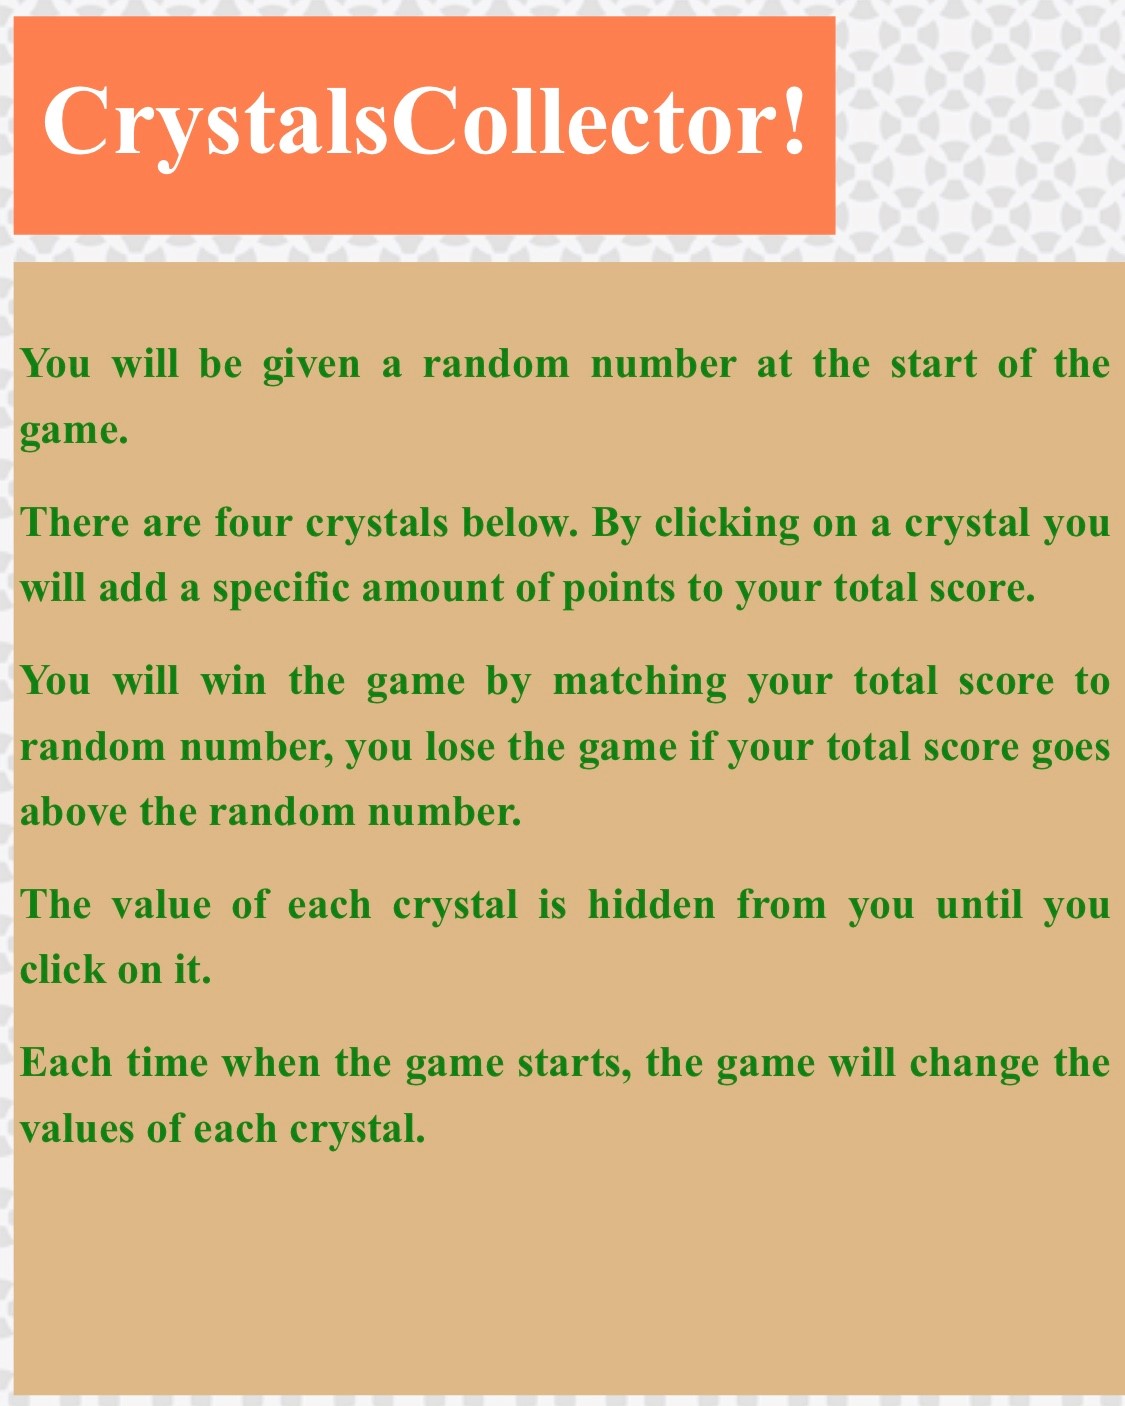 CrystalsCollector!
You will be given a random number at the start of the
game.
There are four crystals below. By clicking on a crystal you
will add a specific amount of points to your total score.
You will win the game by matching your total score to
random number, you lose the game if your total score goes
above the random number.
The value of each crystal is hidden from you until you
click on it.
Each time when the game starts, the game will change the
values of each crystal.